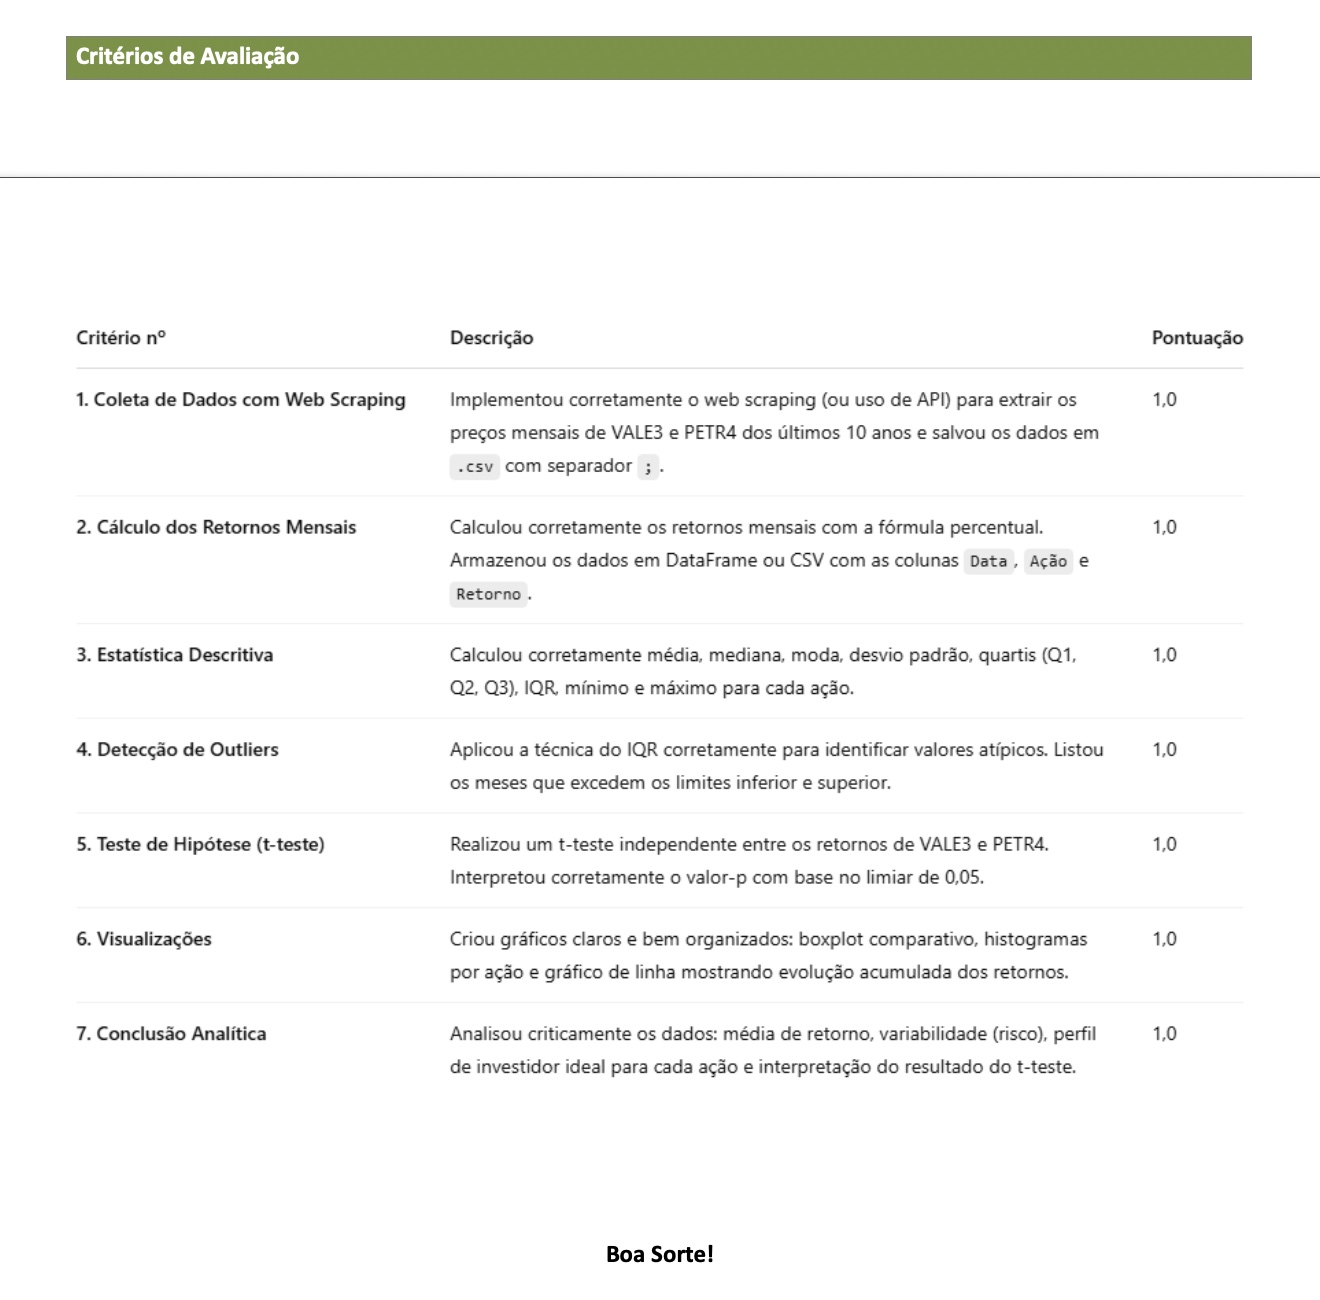 Critérios de Avaliação
Critério nº Descrição Pontuação
1. Coleta de Dados com Web Scraping Implementou corretamente o web scraping (ou uso de API) para extrair os 1,0
preços mensais de VALE3 e PETR4 dos últimos 10 anos e salvou os dados em
.csv com separador ; .
2. Cálculo dos Retornos Mensais Calculou corretamente os retornos mensais com a fórmula percentual. 1,0
Armazenou os dados em DataFrame ou CSV com as colunas Data , Ação e
Retorno .
3. Estatística Descritiva Calculou corretamente média, mediana, moda, desvio padrão, quartis (Q1, 1,0
Q2, Q3), IQR, mínimo e máximo para cada ação.
4. Detecção de Outliers Aplicou a técnica do IQR corretamente para identificar valores atípicos. Listou 1,0
os meses que excedem os limites inferior e superior.
5. Teste de Hipótese (t-teste) Realizou um t-teste independente entre os retornos de VALE3 e PETR4. 1,0
Interpretou corretamente o valor-p com base no limiar de 0,05.
6. Visualizações Criou gráficos claros e bem organizados: boxplot comparativo, histogramas 1,0
por ação e gráfico de linha mostrando evolução acumulada dos retornos.
7. Conclusão Analítica Analisou criticamente os dados: média de retorno, variabilidade (risco), perfil 1,0
de investidor ideal para cada ação e interpretação do resultado do t-teste.
Boa Sorte!